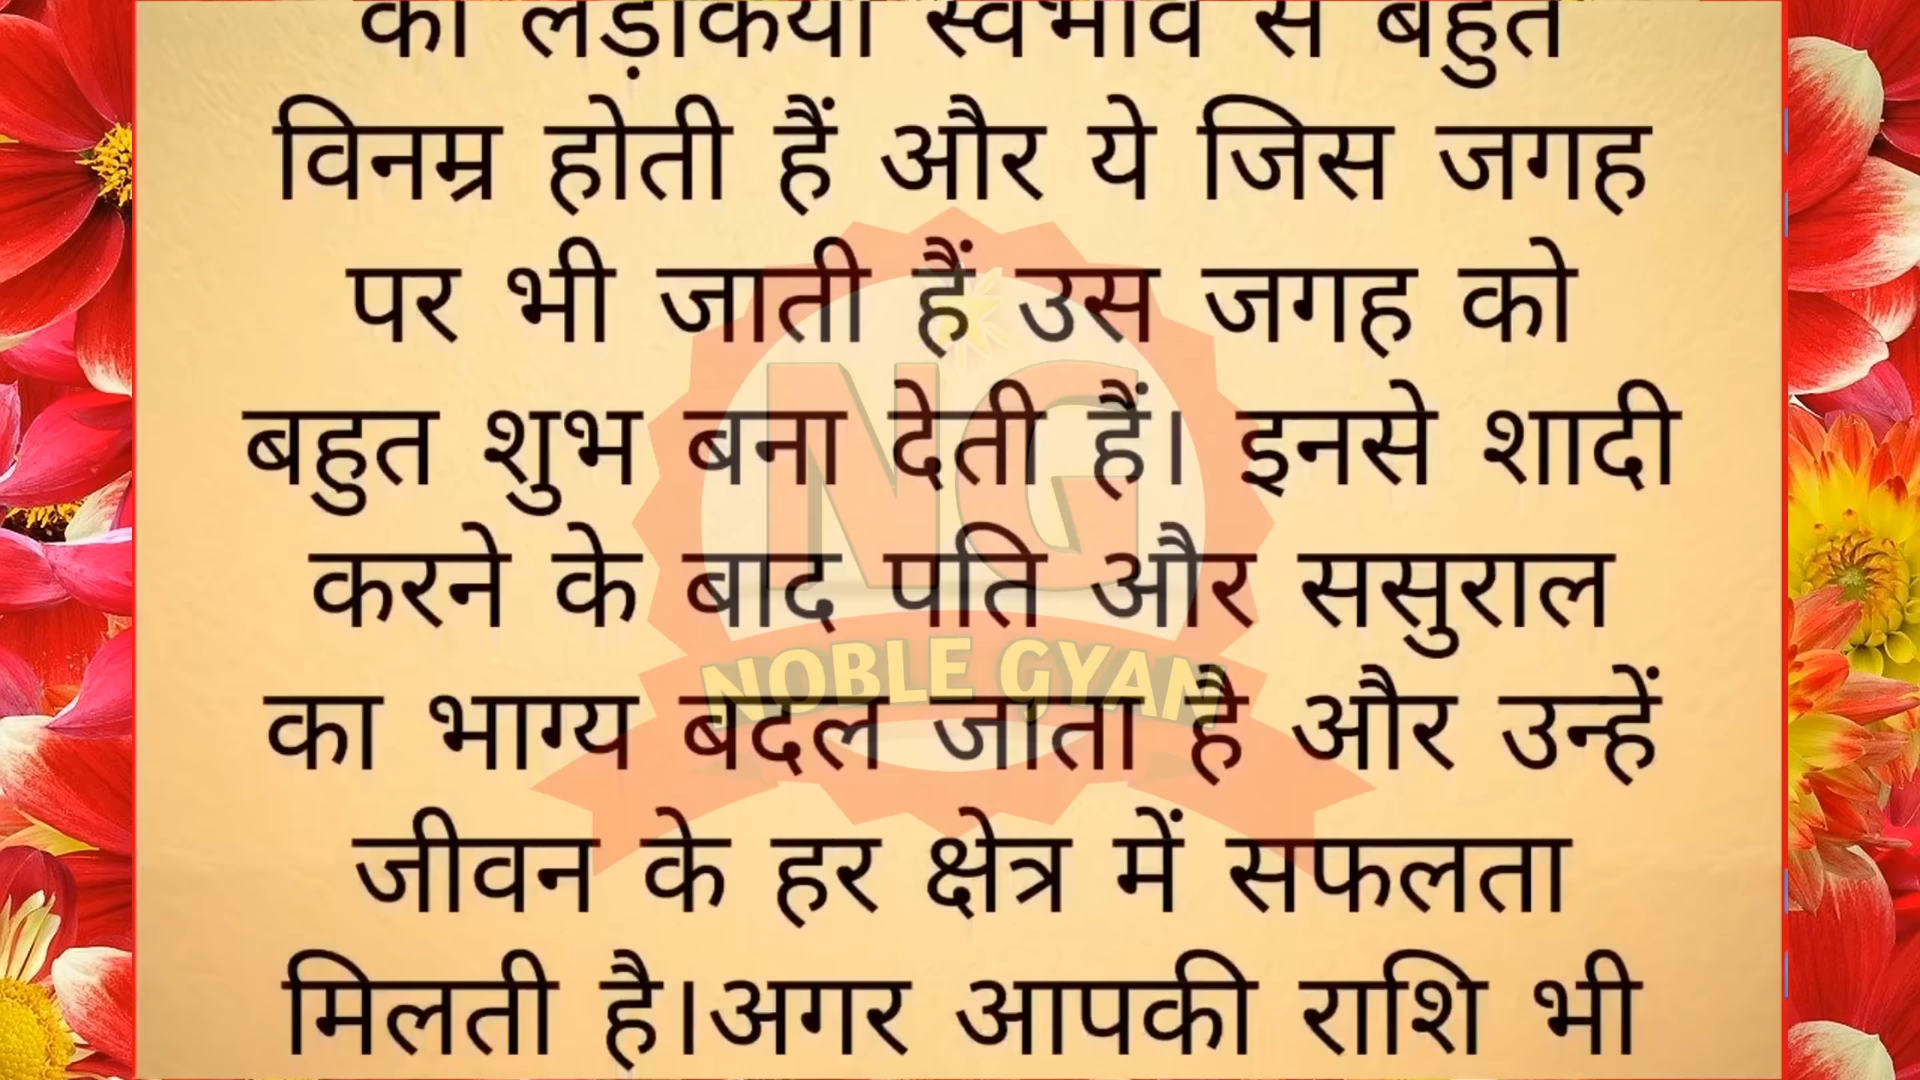 लड़कियां स्वभाव से बहुत
विनम्र होती हैं और ये जिस जगह
पर भी जाती हैं उस जगह को
बहुत शुभ बना देती हैं। इनसे शादी
करने के बाद पति और ससुराल
का भाग्य बदल जाता है और उन्हें
जीवन के हर क्षेत्र में सफलता
मिलती है।अगर आपकी राशि भी
NG
NOBLE GYAN